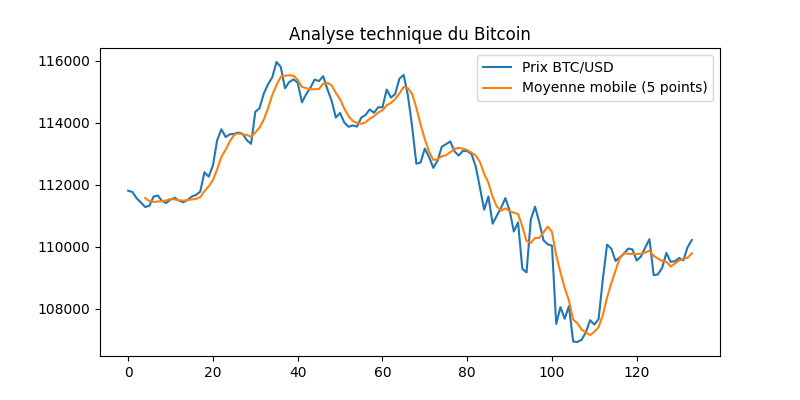 Analyse technique du Bitcoin
Prix BTC/USD
Moyenne mobile (5 points)
116000
114000
112000
110000
108000
0 20 40 60 80 100 120